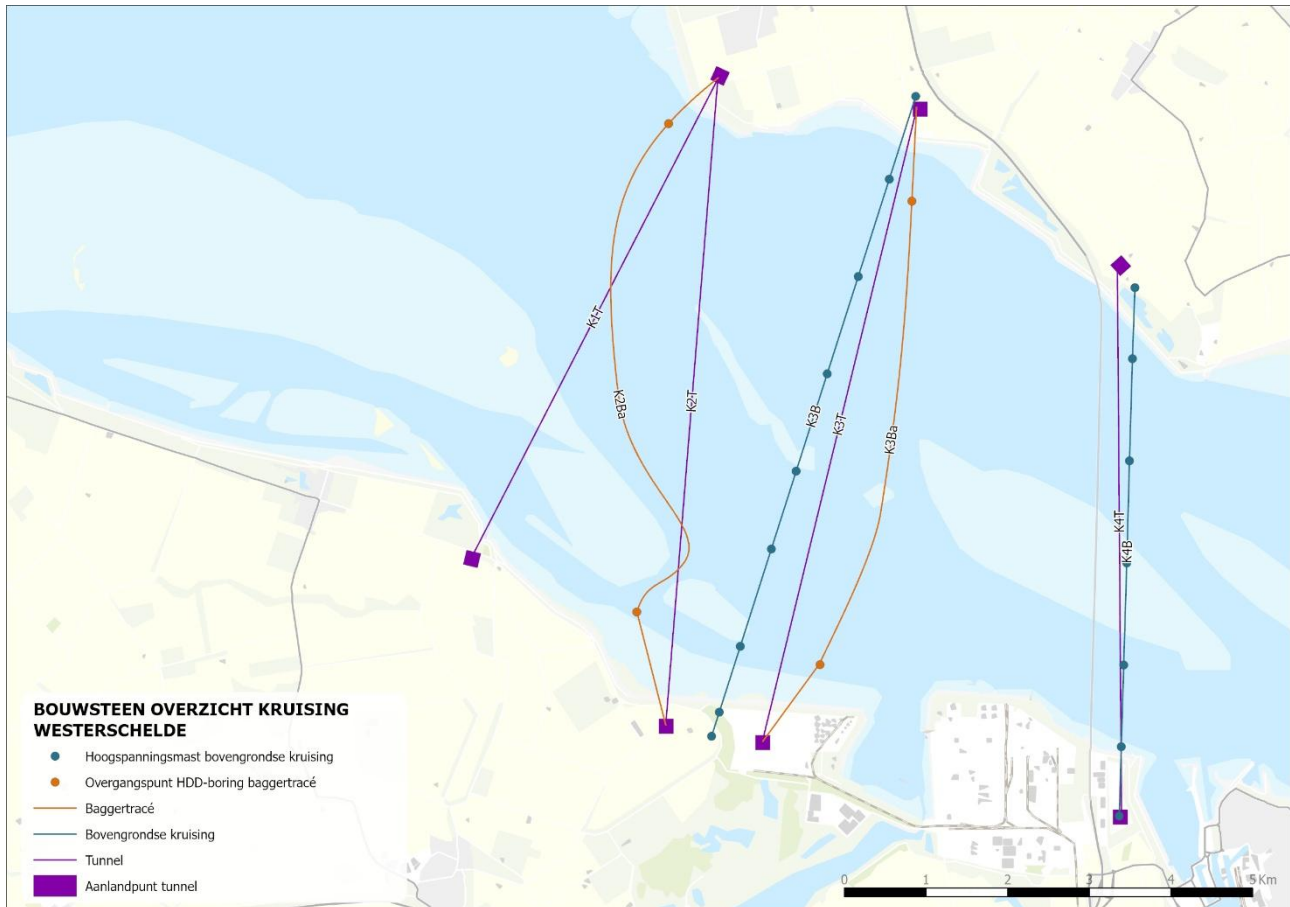 K1-T
K2Ba
K2T
K3B
K3T
K3Ba
K4T
K4B
BOUWSTEEN OVERZICHT KRUISING
WESTERSCHELDE
Hoogspanningsmast bovengrondse kruising
Overgangspunt HDD-boring baggertracé
Baggertracé
Bovengrondse kruising
Tunnel
Aanlandpunt tunnel
0 1 2 3 4 5 Km